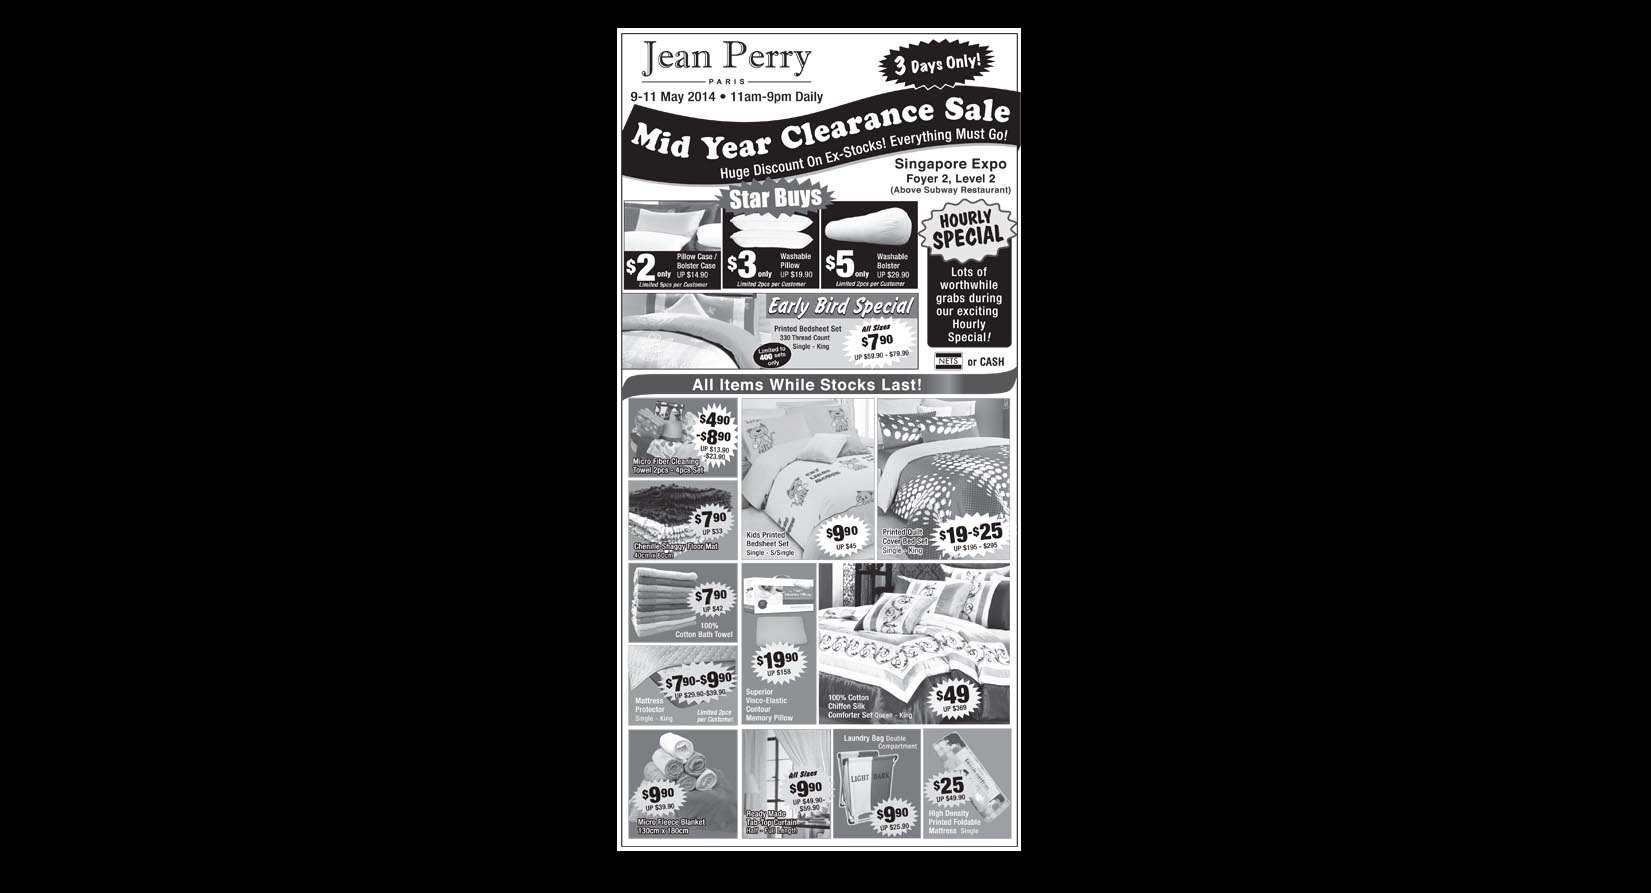 Jean Perry
PARIS
3 Days Only!
9-11 May 2014 • 11am-9pm Daily
Mid Year Clearance Sale
Huge Discount On Ex-Stocks! Everything Must Go!
Singapore Expo
Foyer 2, Level 2
(Above Subway Restaurant)
Star Buys
$2 only
Pillow Case /
Bolster Case
UP $14.90
Limited 5pcs per Customer
$3 only
Washable
Pillow
UP $19.90
Limited 2pcs per Customer
$5 only
Washable
Bolster
UP $29.90
Limited 2pcs per Customer
HOURLY
SPECIAL
Lots of
worthwhile
grabs during
our exciting
Hourly
Special!
Early Bird Special
Printed Bedsheet Set
330 Thread Count
Single - King
Limited to
400 sets
only
All Sizes
$7.90
UP $59.90 - $79.90
NETS or CASH
All Items While Stocks Last!
$4.90
-$8.90
UP $13.90
-$23.90
Micro Fiber Cleaning
Towel 2pcs - 4pcs Set
$7.90
UP $33
Chenille Shaggy Floor Mat
40cm x 60cm
Kids Printed
Bedsheet Set
Single - S/Single
$9.90
UP $45
Printed Quilt
Cover Bed Set
Single - King
$19-$25
UP $195 - $295
$7.90
UP $42
100%
Cotton Bath Towel
$7.90-$9.90
UP $29.90-$39.90
Mattress
Protector
Single - King
Limited 2pcs
per Customer
$19.90
UP $158
Superior
Visco-Elastic
Contour
Memory Pillow
100% Cotton
Chiffon Silk
Comforter Set Queen - King
$49
UP $369
$9.90
UP $39.90
Micro Fleece Blanket
130cm x 180cm
All Sizes
$9.90
UP $49.90-
$59.90
Ready Made
Tab-Top Curtain
Half - Full Length
Laundry Bag Double
Compartment
LIGHT DARK
$9.90
UP $25.90
$25
UP $49.90
High Density
Printed Foldable
Mattress Single